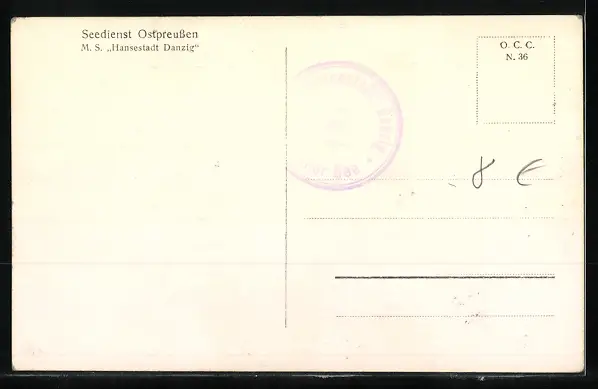 Seedienst Ostpreußen
M. S. „Hansestadt Danzig“
O. C. C.
N. 36
8 €